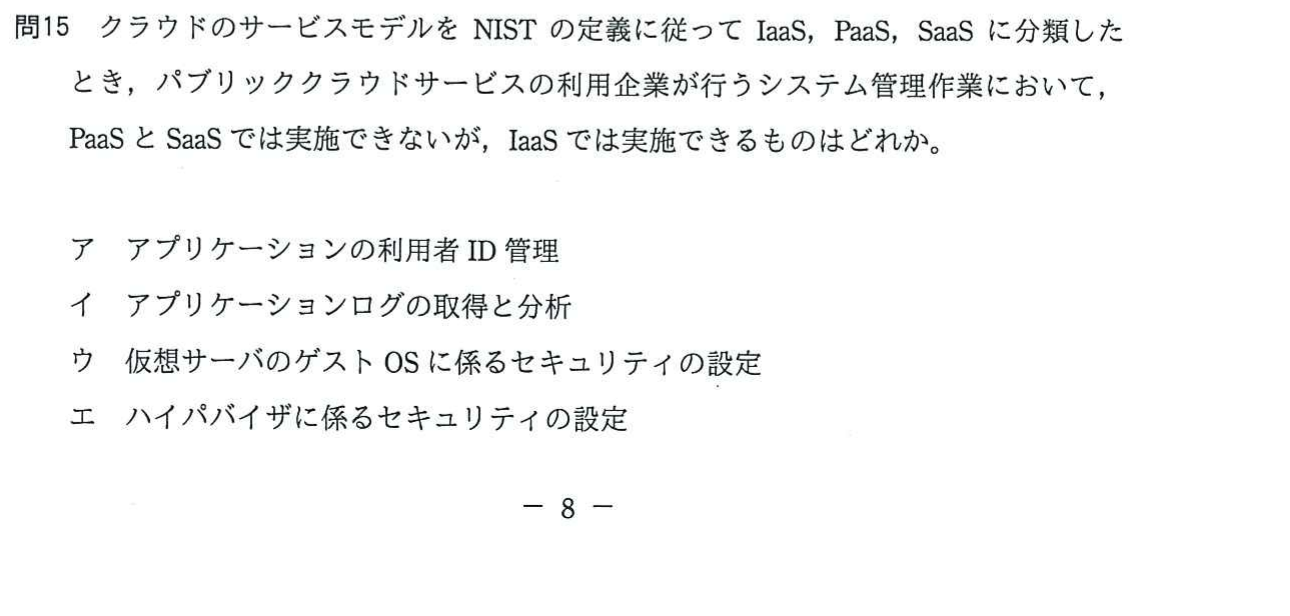 問15 クラウドのサービスモデルを NIST の定義に従って IaaS，PaaS，SaaS に分類した
とき，パブリッククラウドサービスの利用企業が行うシステム管理作業において，
PaaS と SaaS では実施できないが，IaaS では実施できるものはどれか。
ア アプリケーションの利用者 ID 管理
イ アプリケーションログの取得と分析
ウ 仮想サーバのゲスト OS に係るセキュリティの設定
エ ハイパバイザに係るセキュリティの設定
－ 8 －